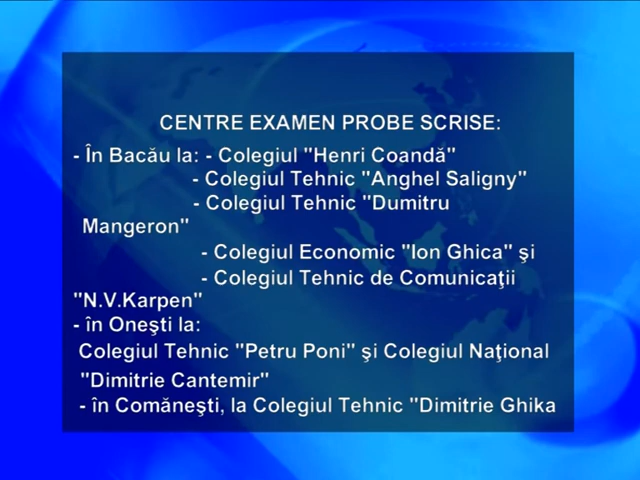 CENTRE EXAMEN PROBE SCRISE:
- În Bacău la: - Colegiul "Henri Coandă"
- Colegiul Tehnic "Anghel Saligny"
- Colegiul Tehnic "Dumitru
Mangeron"
- Colegiul Economic "Ion Ghica" şi
- Colegiul Tehnic de Comunicaţii
"N.V.Karpen"
- în Oneşti la:
Colegiul Tehnic "Petru Poni" şi Colegiul Naţional
"Dimitrie Cantemir"
- în Comăneşti, la Colegiul Tehnic "Dimitrie Ghika